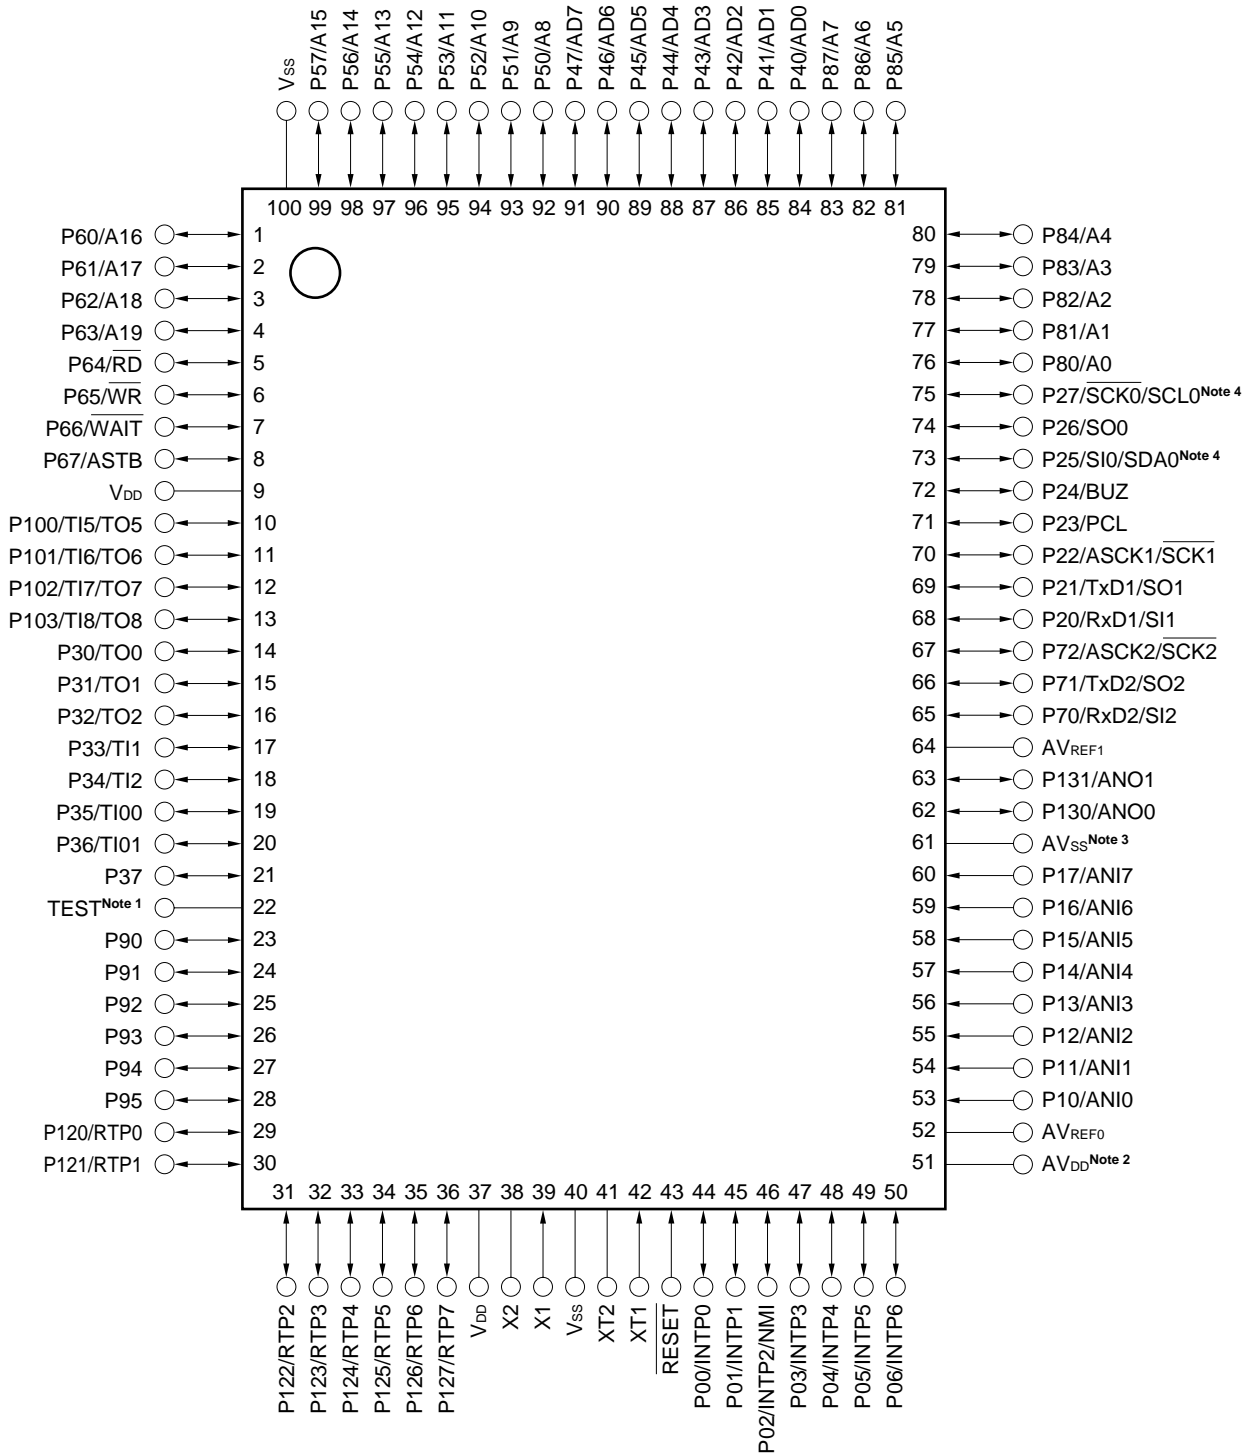 VSS
P57/A15
P56/A14
P55/A13
P54/A12
P53/A11
P52/A10
P51/A9
P50/A8
P47/AD7
P46/AD6
P45/AD5
P44/AD4
P43/AD3
P42/AD2
P41/AD1
P40/AD0
P87/A7
P86/A6
P85/A5
100 99 98 97 96 95 94 93 92 91 90 89 88 87 86 85 84 83 82 81
P60/A16 1 80 P84/A4
P61/A17 2 79 P83/A3
P62/A18 3 78 P82/A2
P63/A19 4 77 P81/A1
P64/R̅D̅ 5 76 P80/A0
P65/W̅R̅ 6 75 P27/S̅C̅K̅0̅/SCL0Note 4
P66/W̅A̅I̅T̅ 7 74 P26/SO0
P67/ASTB 8 73 P25/SI0/SDA0Note 4
VDD 9 72 P24/BUZ
P100/TI5/TO5 10 71 P23/PCL
P101/TI6/TO6 11 70 P22/ASCK1/S̅C̅K̅1̅
P102/TI7/TO7 12 69 P21/TxD1/SO1
P103/TI8/TO8 13 68 P20/RxD1/SI1
P30/TO0 14 67 P72/ASCK2/S̅C̅K̅2̅
P31/TO1 15 66 P71/TxD2/SO2
P32/TO2 16 65 P70/RxD2/SI2
P33/TI1 17 64 AVREF1
P34/TI2 18 63 P131/ANO1
P35/TI00 19 62 P130/ANO0
P36/TI01 20 61 AVSSNote 3
P37 21 60 P17/ANI7
TESTNote 1 22 59 P16/ANI6
P90 23 58 P15/ANI5
P91 24 57 P14/ANI4
P92 25 56 P13/ANI3
P93 26 55 P12/ANI2
P94 27 54 P11/ANI1
P95 28 53 P10/ANI0
P120/RTP0 29 52 AVREF0
P121/RTP1 30 51 AVDDNote 2
31 32 33 34 35 36 37 38 39 40 41 42 43 44 45 46 47 48 49 50
P122/RTP2
P123/RTP3
P124/RTP4
P125/RTP5
P126/RTP6
P127/RTP7
VDD
X2
X1
VSS
XT2
XT1
R̅E̅S̅E̅T̅
P00/INTP0
P01/INTP1
P02/INTP2/NMI
P03/INTP3
P04/INTP4
P05/INTP5
P06/INTP6